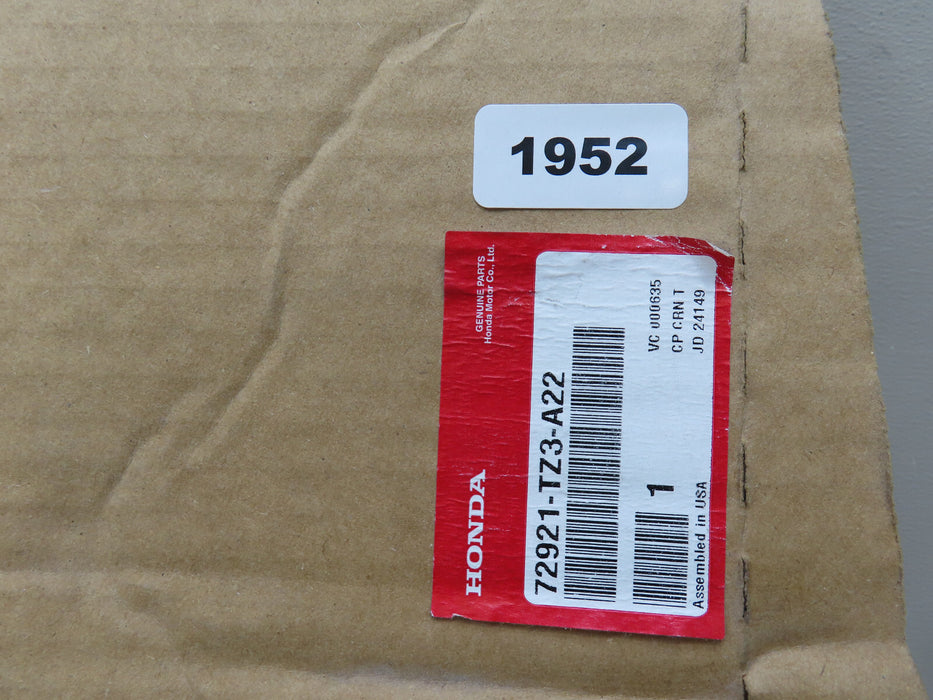 1952
GENUINE PARTS
Honda Motor Co., Ltd.
HONDA
72921-TZ3-A22
1
VC 000635
CP GRN T
JD 24149
Assembled in USA